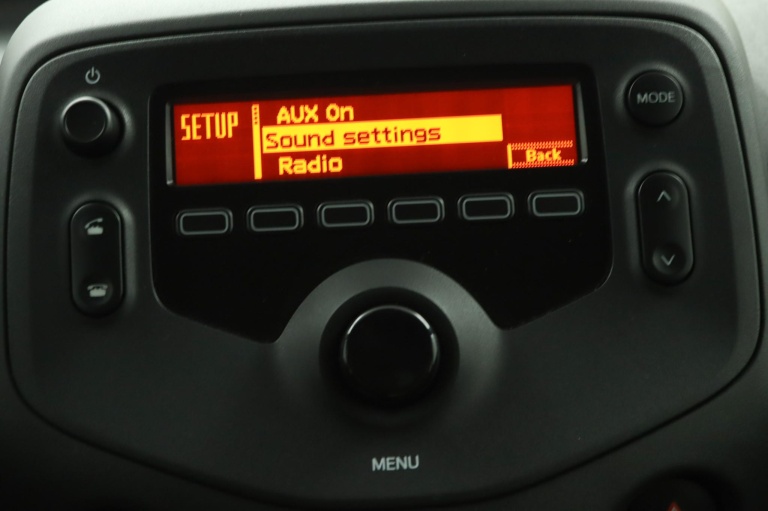 SETUP
AUX On
Sound settings
Radio
Back
MODE
MENU